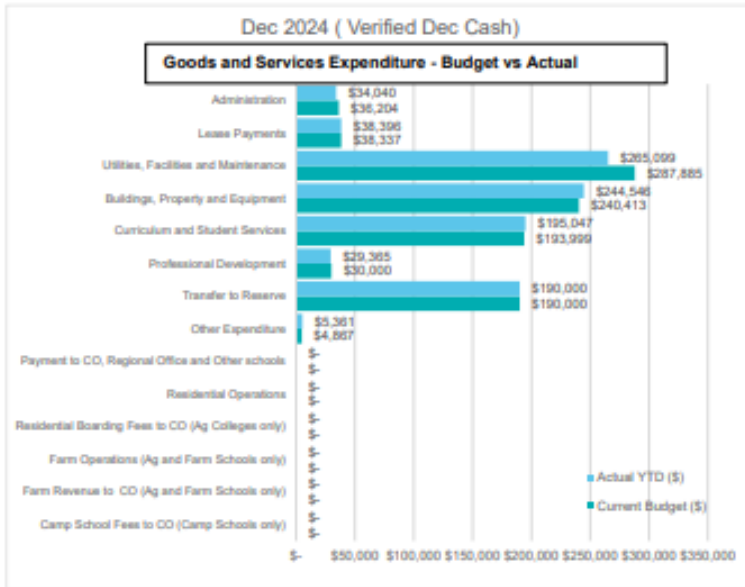 Dec 2024 ( Verified Dec Cash)
Goods and Services Expenditure - Budget vs Actual
Administration
$34,040
$36,204
Lease Payments
$38,396
$38,337
Utilities, Facilities and Maintenance
$265,099
$287,885
Buildings, Property and Equipment
$244,546
$240,413
Curriculum and Student Services
$195,047
$193,999
Professional Development
$29,365
$30,000
Transfer to Reserve
$190,000
$190,000
Other Expenditure
$5,361
$4,867
Payment to CO, Regional Office and Other schools
$-
$-
Residential Operations
$-
$-
Residential Boarding Fees to CO (Ag Colleges only)
$-
$-
Farm Operations (Ag and Farm Schools only)
$-
$-
Farm Revenue to CO (Ag and Farm Schools only)
$-
$-
Camp School Fees to CO (Camp Schools only)
$-
$-
Actual YTD ($)
Current Budget ($)
$- $50,000 $100,000 $150,000 $200,000 $250,000 $300,000 $350,000